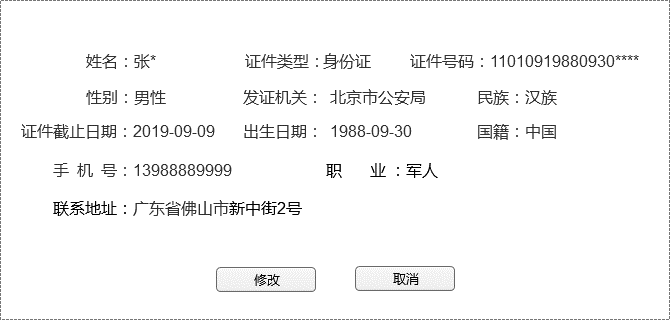 姓名：张* 证件类型：身份证 证件号码：11010919880930****
性别：男性 发证机关： 北京市公安局 民族：汉族
证件截止日期：2019-09-09 出生日期： 1988-09-30 国籍：中国
手 机 号：13988889999 职 业 ：军人
联系地址：广东省佛山市新中街2号
修改 取消